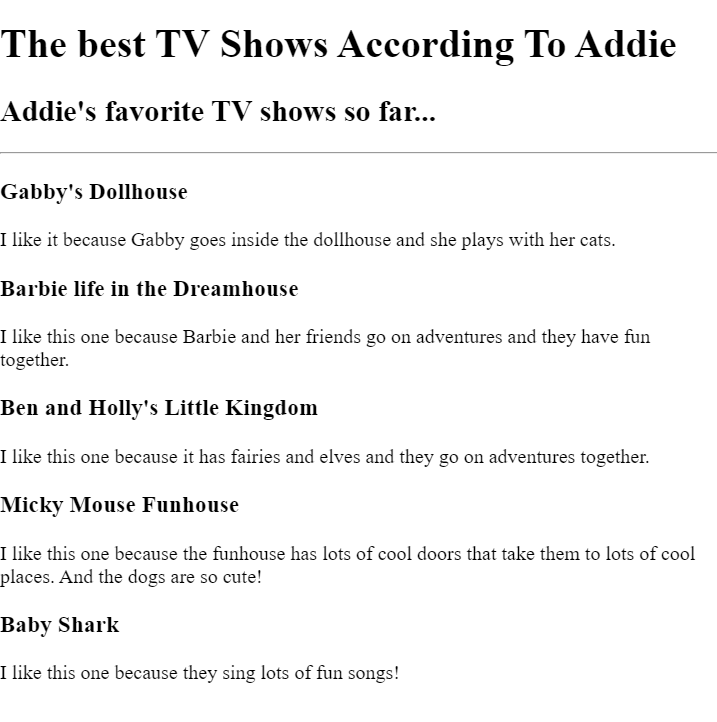 The best TV Shows According To Addie
Addie's favorite TV shows so far...
Gabby's Dollhouse
I like it because Gabby goes inside the dollhouse and she plays with her cats.
Barbie life in the Dreamhouse
I like this one because Barbie and her friends go on adventures and they have fun
together.
Ben and Holly's Little Kingdom
I like this one because it has fairies and elves and they go on adventures together.
Micky Mouse Funhouse
I like this one because the funhouse has lots of cool doors that take them to lots of cool
places. And the dogs are so cute!
Baby Shark
I like this one because they sing lots of fun songs!